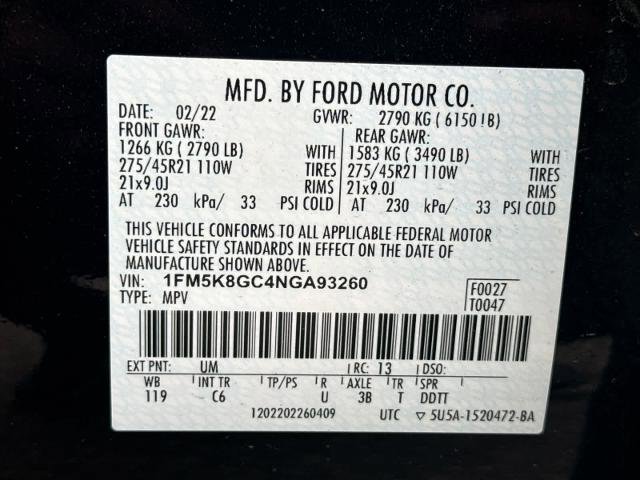 MFD. BY FORD MOTOR CO.
DATE: 02/22 GVWR: 2790 KG ( 6150 lB)
FRONT GAWR: REAR GAWR:
1266 KG ( 2790 LB) WITH 1583 KG ( 3490 LB) WITH
275/45R21 110W TIRES 275/45R21 110W TIRES
21x9.0J RIMS 21x9.0J RIMS
AT 230 kPa/ 33 PSI COLD AT 230 kPa/ 33 PSI COLD
THIS VEHICLE CONFORMS TO ALL APPLICABLE FEDERAL MOTOR
VEHICLE SAFETY STANDARDS IN EFFECT ON THE DATE OF
MANUFACTURE SHOWN ABOVE.
VIN: 1FM5K8GC4NGA93260 F0027
TYPE: MPV T0047
EXT PNT: UM RC: 13 DSO:
WB INT TR TP/PS R AXLE TR SPR
119 C6 U 3B T DDTT
1202202260409 UTC ▽ 5U5A-1520472-BA